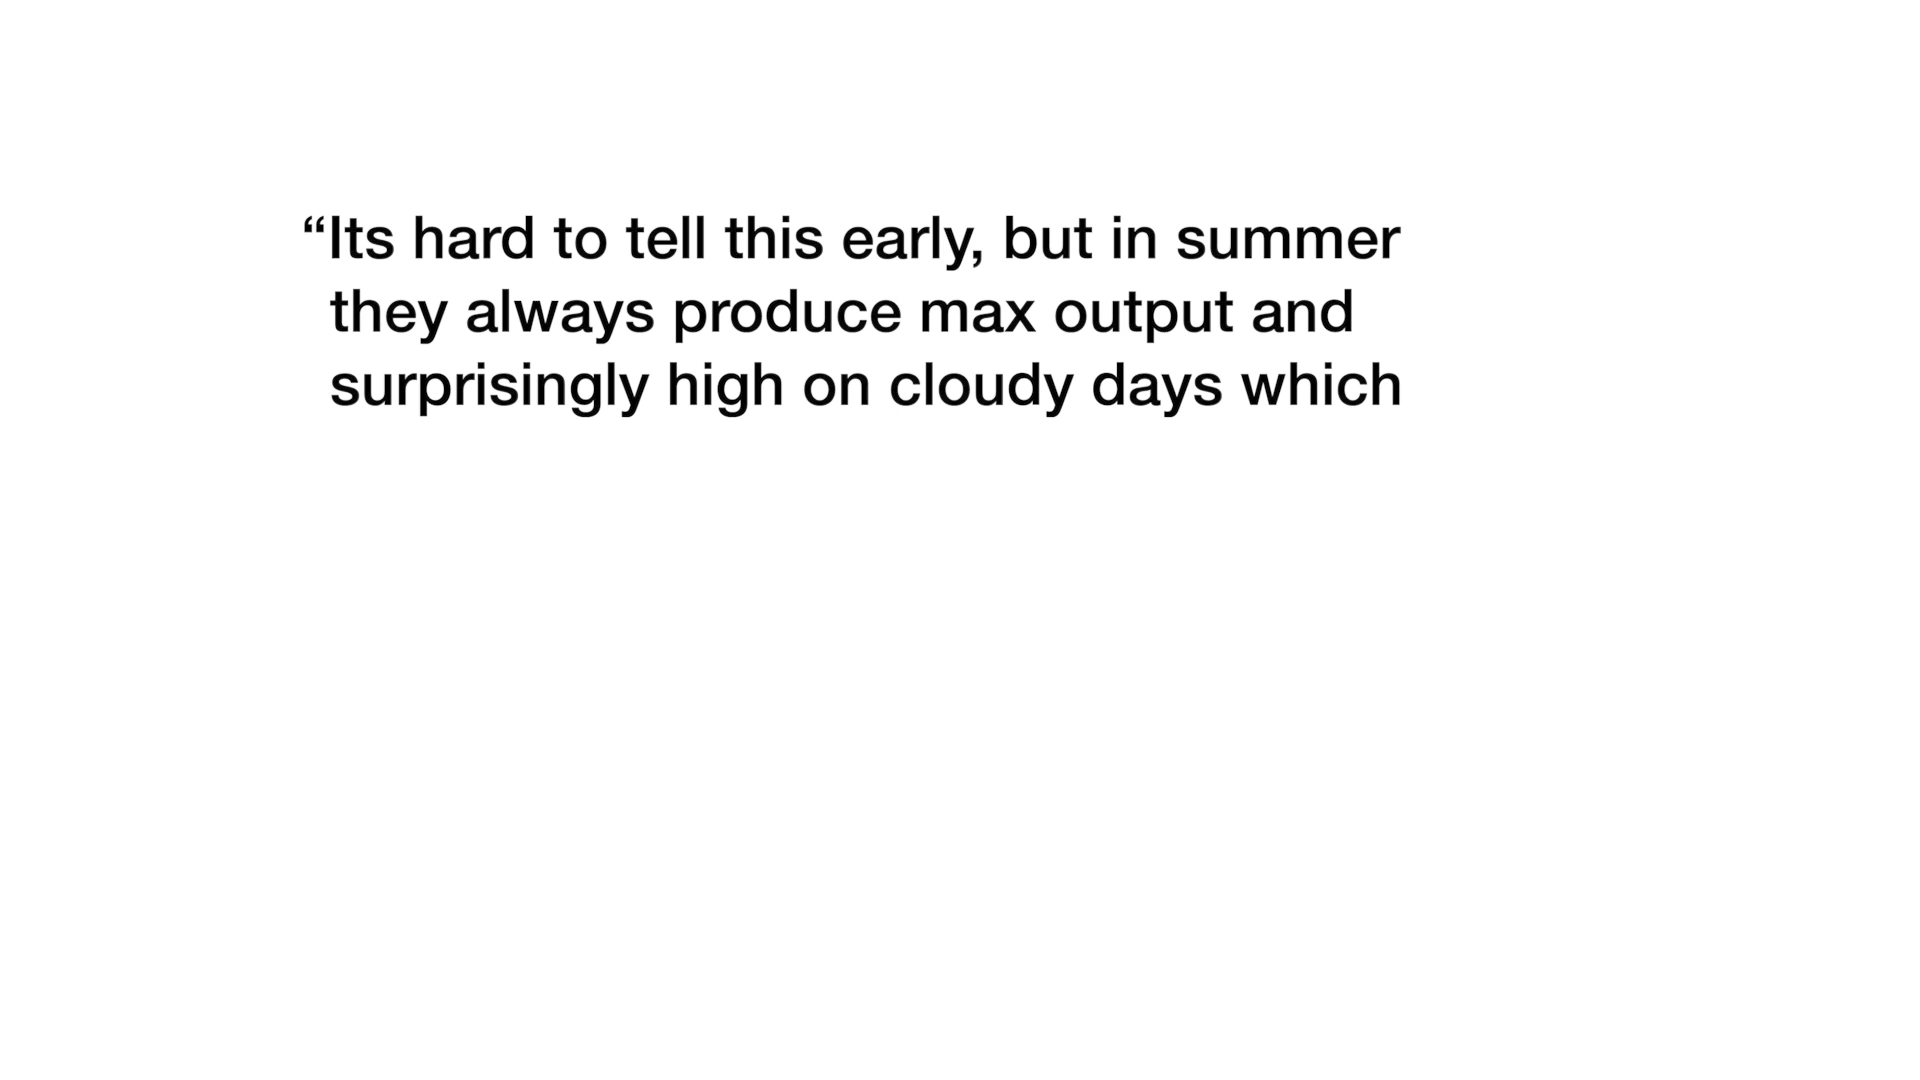 “Its hard to tell this early, but in summer
they always produce max output and
surprisingly high on cloudy days which